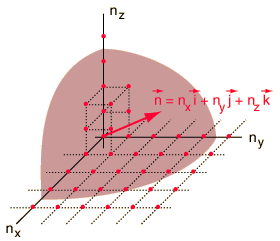 n_z
n⃗ = n_x i⃗ + n_y j⃗ + n_z k⃗
n_y
n_x